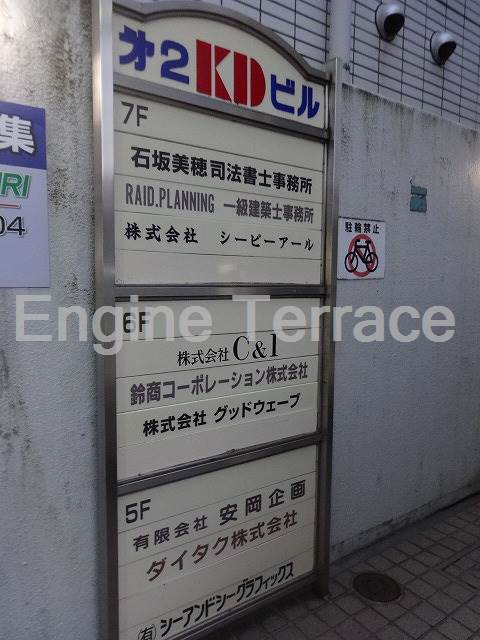 才2KDビル
7F
石坂美穂司法書士事務所
RAID.PLANNING 一級建築士事務所
株式会社 シーピーアール
6F
株式会社 C&I
鈴商コーポレーション株式会社
株式会社 グッドウェーブ
5F
有限会社 安岡企画
ダイタク株式会社
(有)シーアンドシーグラフィックス
集
RI
04
駐輪禁止
Engine Terrace